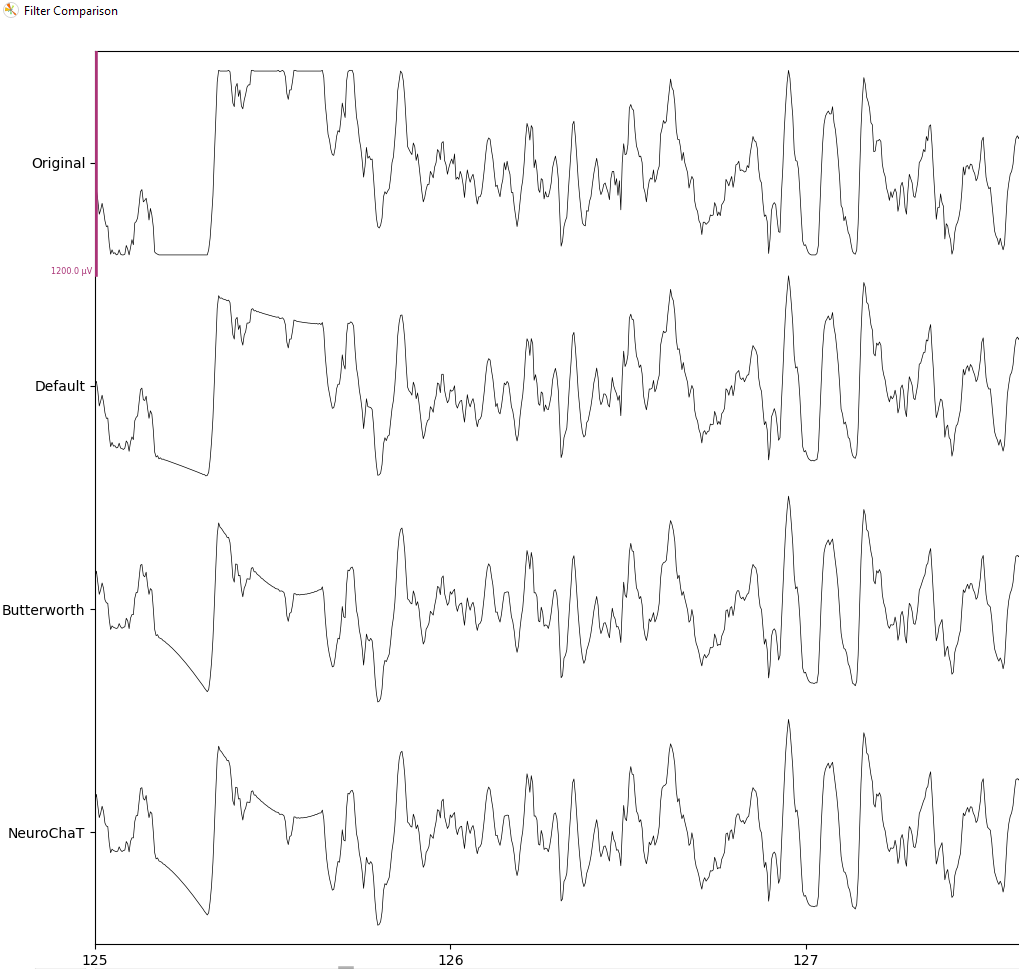 Filter Comparison
Original
1200.0 µV
Default
Butterworth
NeuroChaT
125
126
127